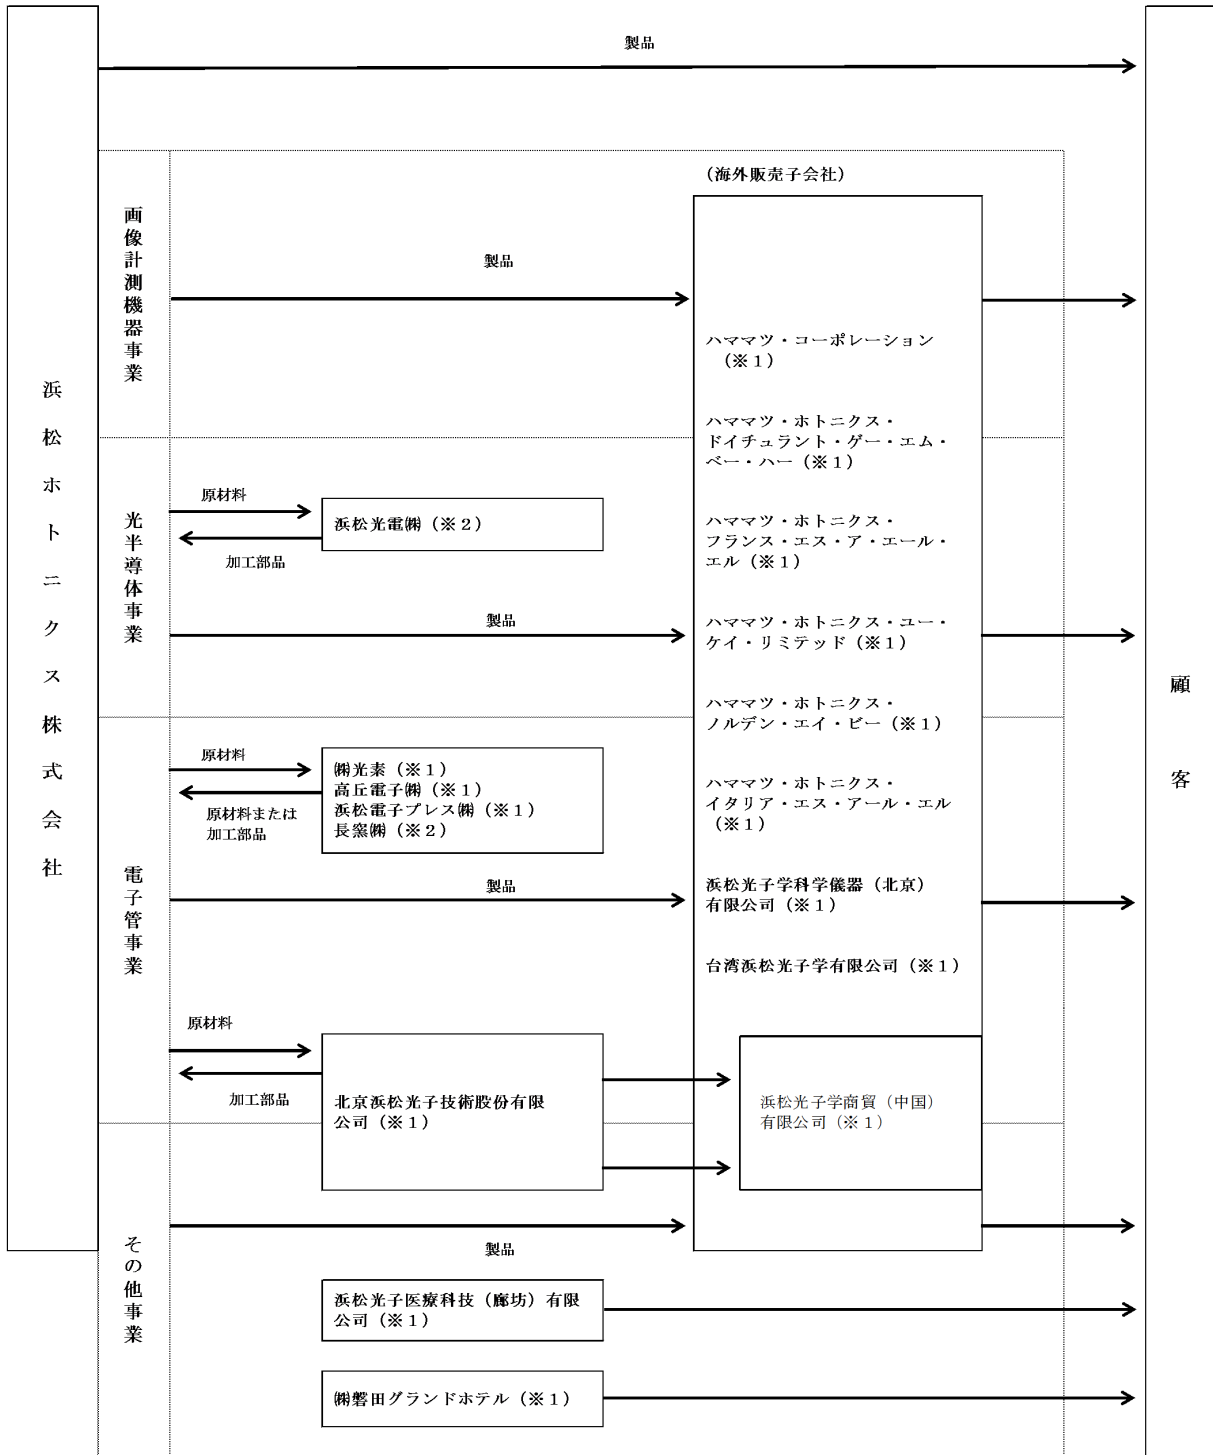 製品
浜松ホトニクス株式会社
顧客
(海外販売子会社)
画像計測機器事業
製品
ハママツ・コーポレーション
(※1)
ハママツ・ホトニクス・
ドイチュラント・ゲー・エム・
ベー・ハー(※1)
ハママツ・ホトニクス・
フランス・エス・ア・エール・
エル(※1)
ハママツ・ホトニクス・ユー・
ケイ・リミテッド(※1)
ハママツ・ホトニクス・
ノルデン・エイ・ビー(※1)
ハママツ・ホトニクス・
イタリア・エス・アール・エル
(※1)
浜松光子学科学儀器(北京)
有限公司(※1)
台湾浜松光子学有限公司(※1)
浜松光子学商貿(中国)
有限公司(※1)
光半導体事業
原材料
浜松光電㈱(※2)
加工部品
製品
電子管事業
原材料
㈱光素(※1)
高丘電子㈱(※1)
浜松電子プレス㈱(※1)
長窯㈱(※2)
原材料または
加工部品
製品
原材料
加工部品
北京浜松光子技術股份有限
公司(※1)
その他事業
製品
浜松光子医療科技(廊坊)有限
公司(※1)
㈱磐田グランドホテル(※1)